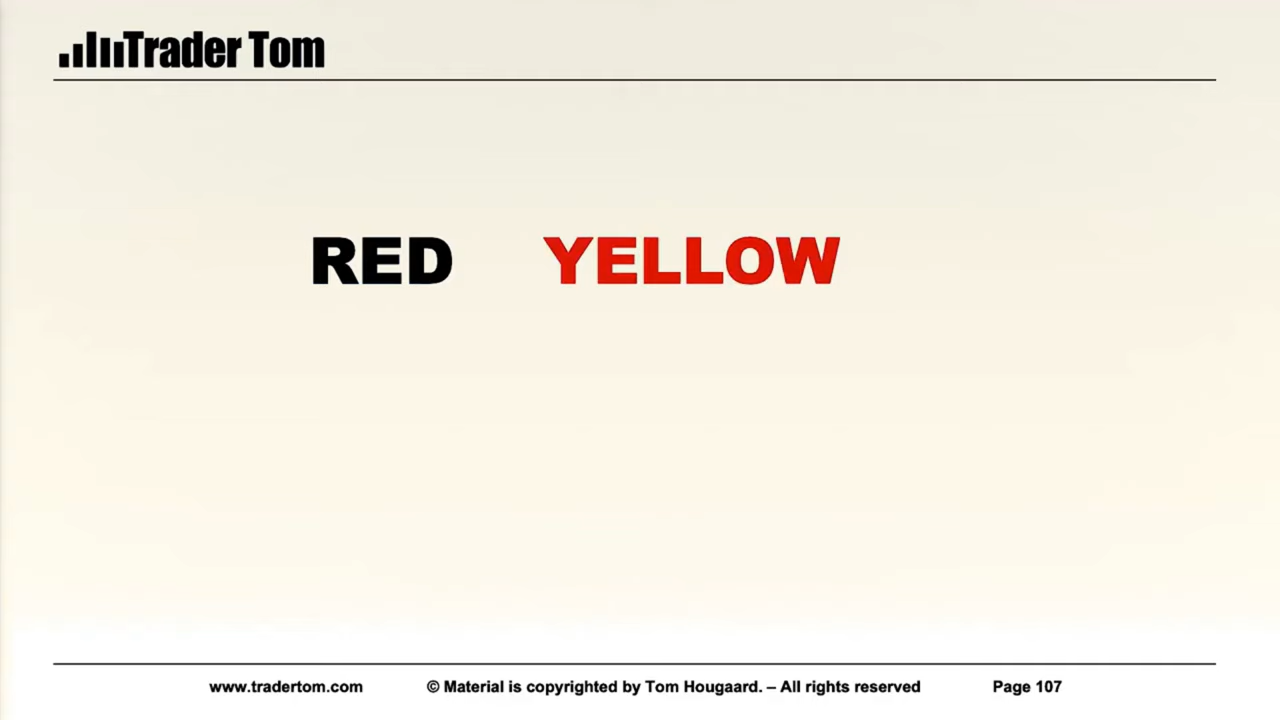 Trader Tom
RED YELLOW
www.tradertom.com © Material is copyrighted by Tom Hougaard. – All rights reserved Page 107